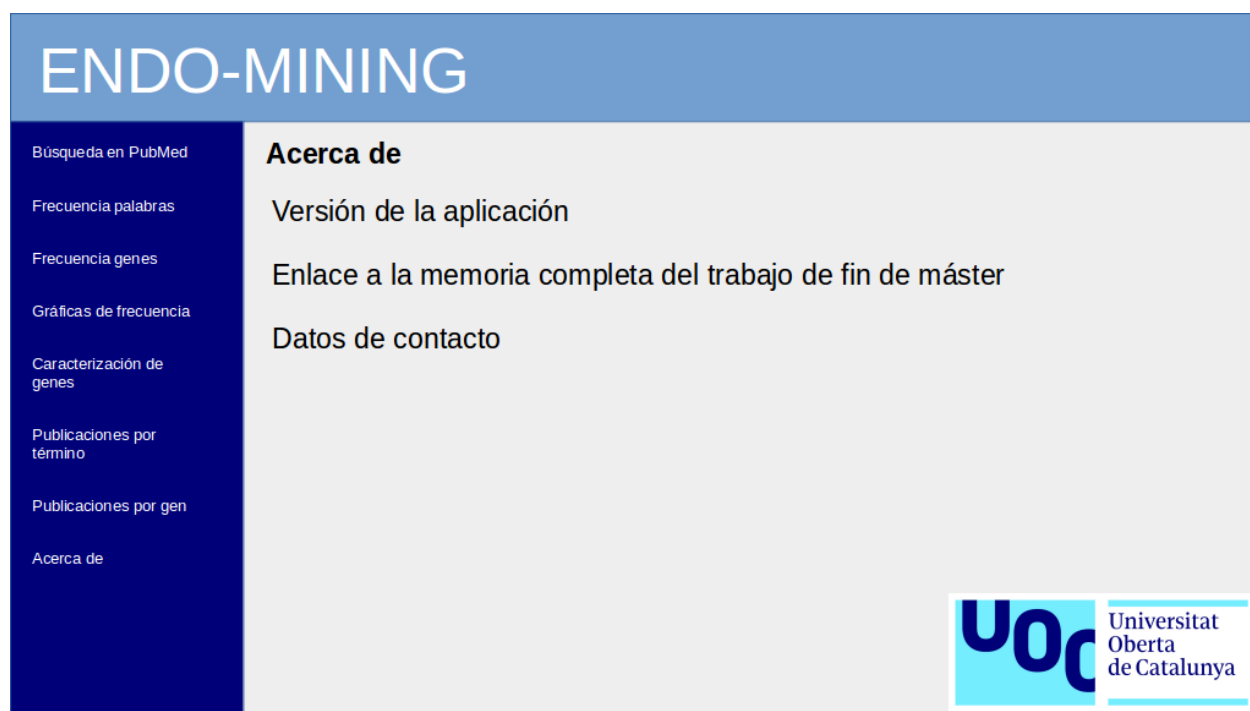 ENDO-MINING
Búsqueda en PubMed
Frecuencia palabras
Frecuencia genes
Gráficas de frecuencia
Caracterización de
genes
Publicaciones por
término
Publicaciones por gen
Acerca de
Acerca de
Versión de la aplicación
Enlace a la memoria completa del trabajo de fin de máster
Datos de contacto
UOC
Universitat
Oberta
de Catalunya